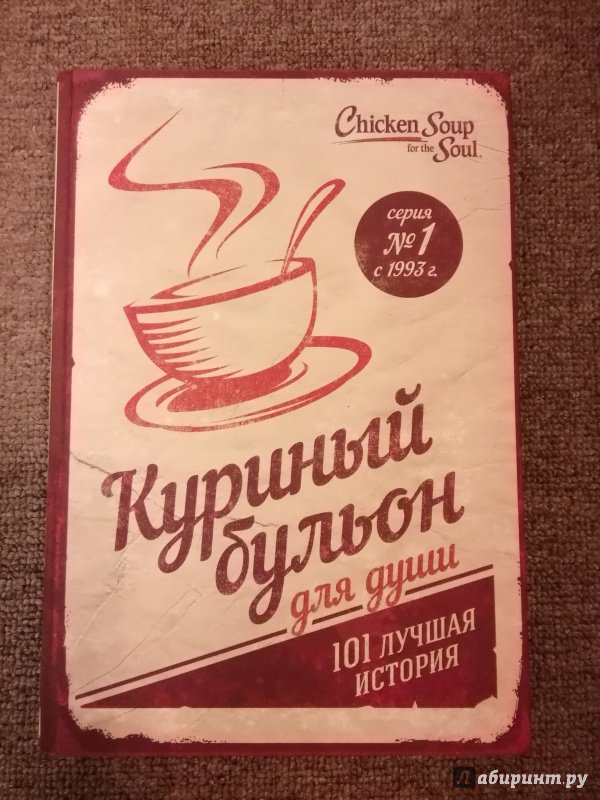 Chicken Soup
for the Soul®
серия
№1
с 1993 г.
Куриный
бульон
для души
101 ЛУЧШАЯ
ИСТОРИЯ
Лабиринт.ру